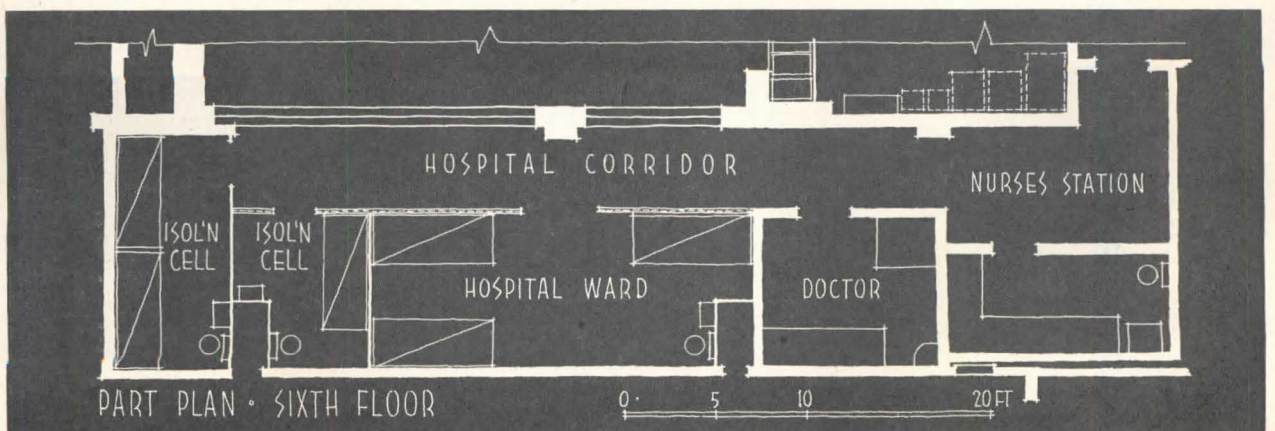 HOSPITAL CORRIDOR
NURSES STATION
ISOL'N
CELL
ISOL'N
CELL
HOSPITAL WARD
DOCTOR
PART PLAN · SIXTH FLOOR
0 5 10 20 FT